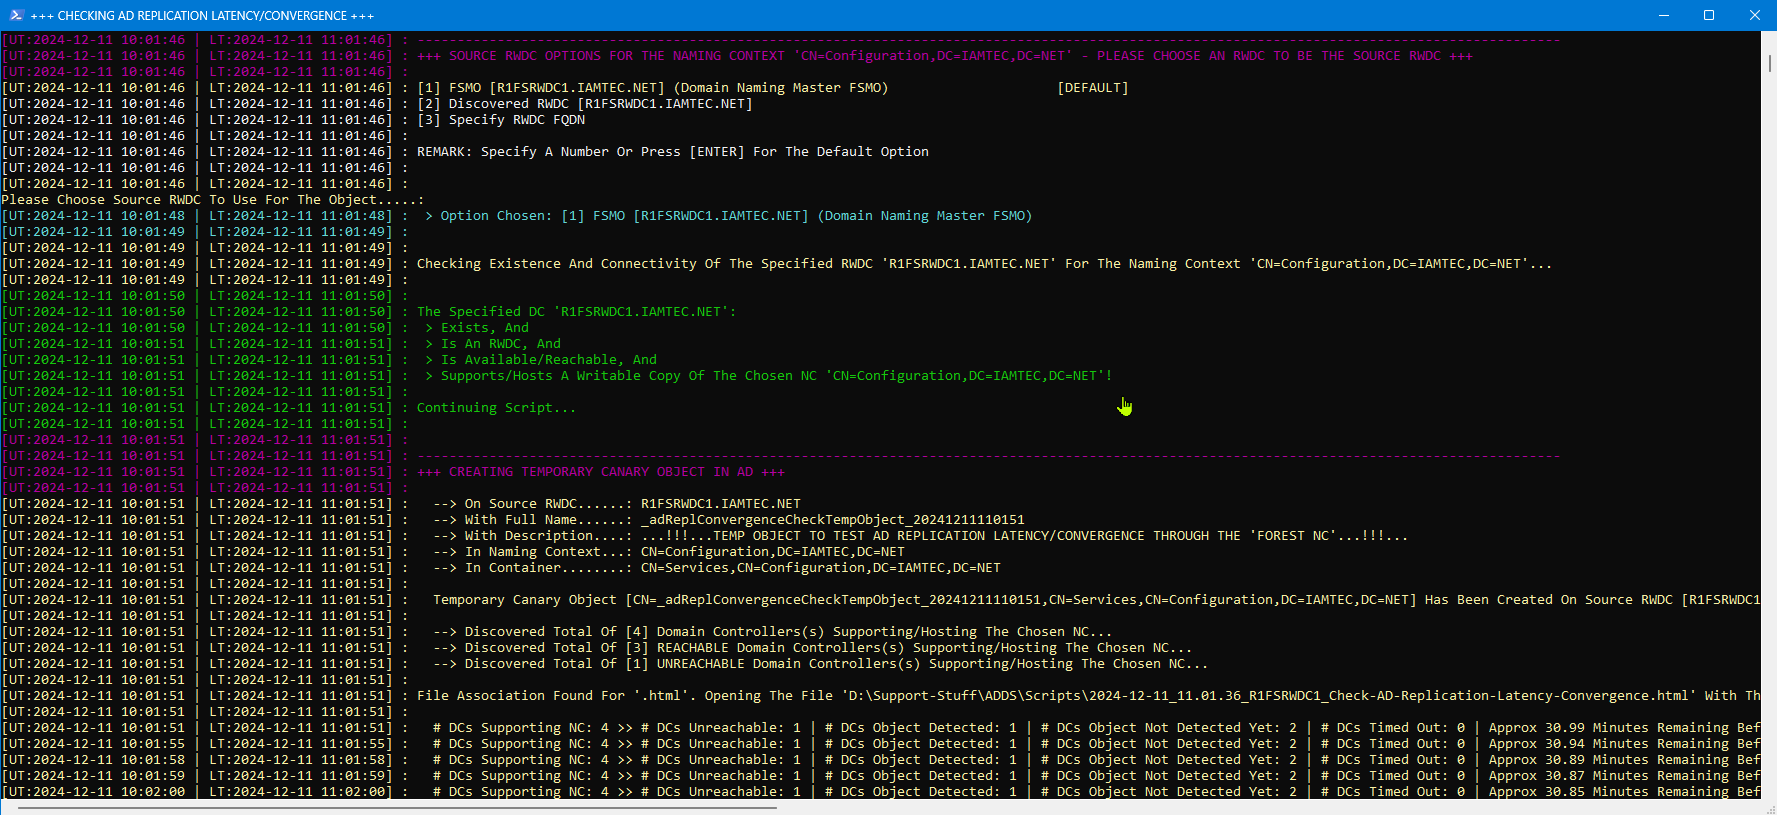 +++ CHECKING AD REPLICATION LATENCY/CONVERGENCE +++
[UT:2024-12-11 10:01:46 | LT:2024-12-11 11:01:46] : -----------------------------------------------------------------------------------------------------------------------------------------------
[UT:2024-12-11 10:01:46 | LT:2024-12-11 11:01:46] : +++ SOURCE RWDC OPTIONS FOR THE NAMING CONTEXT 'CN=Configuration,DC=IAMTEC,DC=NET' - PLEASE CHOOSE AN RWDC TO BE THE SOURCE RWDC +++
[UT:2024-12-11 10:01:46 | LT:2024-12-11 11:01:46] :
[UT:2024-12-11 10:01:46 | LT:2024-12-11 11:01:46] : [1] FSMO [R1FSRWDC1.IAMTEC.NET] (Domain Naming Master FSMO)                     [DEFAULT]
[UT:2024-12-11 10:01:46 | LT:2024-12-11 11:01:46] : [2] Discovered RWDC [R1FSRWDC1.IAMTEC.NET]
[UT:2024-12-11 10:01:46 | LT:2024-12-11 11:01:46] : [3] Specify RWDC FQDN
[UT:2024-12-11 10:01:46 | LT:2024-12-11 11:01:46] :
[UT:2024-12-11 10:01:46 | LT:2024-12-11 11:01:46] : REMARK: Specify A Number Or Press [ENTER] For The Default Option
[UT:2024-12-11 10:01:46 | LT:2024-12-11 11:01:46] :
[UT:2024-12-11 10:01:46 | LT:2024-12-11 11:01:46] :
Please Choose Source RWDC To Use For The Object.....:
[UT:2024-12-11 10:01:48 | LT:2024-12-11 11:01:48] :  > Option Chosen: [1] FSMO [R1FSRWDC1.IAMTEC.NET] (Domain Naming Master FSMO)
[UT:2024-12-11 10:01:49 | LT:2024-12-11 11:01:49] :
[UT:2024-12-11 10:01:49 | LT:2024-12-11 11:01:49] :
[UT:2024-12-11 10:01:49 | LT:2024-12-11 11:01:49] : Checking Existence And Connectivity Of The Specified RWDC 'R1FSRWDC1.IAMTEC.NET' For The Naming Context 'CN=Configuration,DC=IAMTEC,DC=NET'...
[UT:2024-12-11 10:01:49 | LT:2024-12-11 11:01:49] :
[UT:2024-12-11 10:01:50 | LT:2024-12-11 11:01:50] :
[UT:2024-12-11 10:01:50 | LT:2024-12-11 11:01:50] : The Specified DC 'R1FSRWDC1.IAMTEC.NET':
[UT:2024-12-11 10:01:50 | LT:2024-12-11 11:01:50] :  > Exists, And
[UT:2024-12-11 10:01:51 | LT:2024-12-11 11:01:51] :  > Is An RWDC, And
[UT:2024-12-11 10:01:51 | LT:2024-12-11 11:01:51] :  > Is Available/Reachable, And
[UT:2024-12-11 10:01:51 | LT:2024-12-11 11:01:51] :  > Supports/Hosts A Writable Copy Of The Chosen NC 'CN=Configuration,DC=IAMTEC,DC=NET'!
[UT:2024-12-11 10:01:51 | LT:2024-12-11 11:01:51] :
[UT:2024-12-11 10:01:51 | LT:2024-12-11 11:01:51] : Continuing Script...
[UT:2024-12-11 10:01:51 | LT:2024-12-11 11:01:51] :
[UT:2024-12-11 10:01:51 | LT:2024-12-11 11:01:51] :
[UT:2024-12-11 10:01:51 | LT:2024-12-11 11:01:51] : -----------------------------------------------------------------------------------------------------------------------------------------------
[UT:2024-12-11 10:01:51 | LT:2024-12-11 11:01:51] : +++ CREATING TEMPORARY CANARY OBJECT IN AD +++
[UT:2024-12-11 10:01:51 | LT:2024-12-11 11:01:51] :
[UT:2024-12-11 10:01:51 | LT:2024-12-11 11:01:51] :   --> On Source RWDC......: R1FSRWDC1.IAMTEC.NET
[UT:2024-12-11 10:01:51 | LT:2024-12-11 11:01:51] :   --> With Full Name......: _adReplConvergenceCheckTempObject_20241211110151
[UT:2024-12-11 10:01:51 | LT:2024-12-11 11:01:51] :   --> With Description....: ...!!!...TEMP OBJECT TO TEST AD REPLICATION LATENCY/CONVERGENCE THROUGH THE 'FOREST NC'...!!!...
[UT:2024-12-11 10:01:51 | LT:2024-12-11 11:01:51] :   --> In Naming Context...: CN=Configuration,DC=IAMTEC,DC=NET
[UT:2024-12-11 10:01:51 | LT:2024-12-11 11:01:51] :   --> In Container........: CN=Services,CN=Configuration,DC=IAMTEC,DC=NET
[UT:2024-12-11 10:01:51 | LT:2024-12-11 11:01:51] :
[UT:2024-12-11 10:01:51 | LT:2024-12-11 11:01:51] :   Temporary Canary Object [CN=_adReplConvergenceCheckTempObject_20241211110151,CN=Services,CN=Configuration,DC=IAMTEC,DC=NET] Has Been Created On Source RWDC [R1FSRWDC1
[UT:2024-12-11 10:01:51 | LT:2024-12-11 11:01:51] :
[UT:2024-12-11 10:01:51 | LT:2024-12-11 11:01:51] :   --> Discovered Total Of [4] Domain Controllers(s) Supporting/Hosting The Chosen NC...
[UT:2024-12-11 10:01:51 | LT:2024-12-11 11:01:51] :   --> Discovered Total Of [3] REACHABLE Domain Controllers(s) Supporting/Hosting The Chosen NC...
[UT:2024-12-11 10:01:51 | LT:2024-12-11 11:01:51] :   --> Discovered Total Of [1] UNREACHABLE Domain Controllers(s) Supporting/Hosting The Chosen NC...
[UT:2024-12-11 10:01:51 | LT:2024-12-11 11:01:51] :
[UT:2024-12-11 10:01:51 | LT:2024-12-11 11:01:51] : File Association Found For '.html'. Opening The File 'D:\Support-Stuff\ADDS\Scripts\2024-12-11_11.01.36_R1FSRWDC1_Check-AD-Replication-Latency-Convergence.html' With Th
[UT:2024-12-11 10:01:51 | LT:2024-12-11 11:01:51] :
[UT:2024-12-11 10:01:51 | LT:2024-12-11 11:01:51] :   # DCs Supporting NC: 4 >> # DCs Unreachable: 1 | # DCs Object Detected: 1 | # DCs Object Not Detected Yet: 2 | # DCs Timed Out: 0 | Approx 30.99 Minutes Remaining Bef
[UT:2024-12-11 10:01:55 | LT:2024-12-11 11:01:55] :   # DCs Supporting NC: 4 >> # DCs Unreachable: 1 | # DCs Object Detected: 1 | # DCs Object Not Detected Yet: 2 | # DCs Timed Out: 0 | Approx 30.94 Minutes Remaining Bef
[UT:2024-12-11 10:01:58 | LT:2024-12-11 11:01:58] :   # DCs Supporting NC: 4 >> # DCs Unreachable: 1 | # DCs Object Detected: 1 | # DCs Object Not Detected Yet: 2 | # DCs Timed Out: 0 | Approx 30.89 Minutes Remaining Bef
[UT:2024-12-11 10:01:59 | LT:2024-12-11 11:01:59] :   # DCs Supporting NC: 4 >> # DCs Unreachable: 1 | # DCs Object Detected: 1 | # DCs Object Not Detected Yet: 2 | # DCs Timed Out: 0 | Approx 30.87 Minutes Remaining Bef
[UT:2024-12-11 10:02:00 | LT:2024-12-11 11:02:00] :   # DCs Supporting NC: 4 >> # DCs Unreachable: 1 | # DCs Object Detected: 1 | # DCs Object Not Detected Yet: 2 | # DCs Timed Out: 0 | Approx 30.85 Minutes Remaining Bef